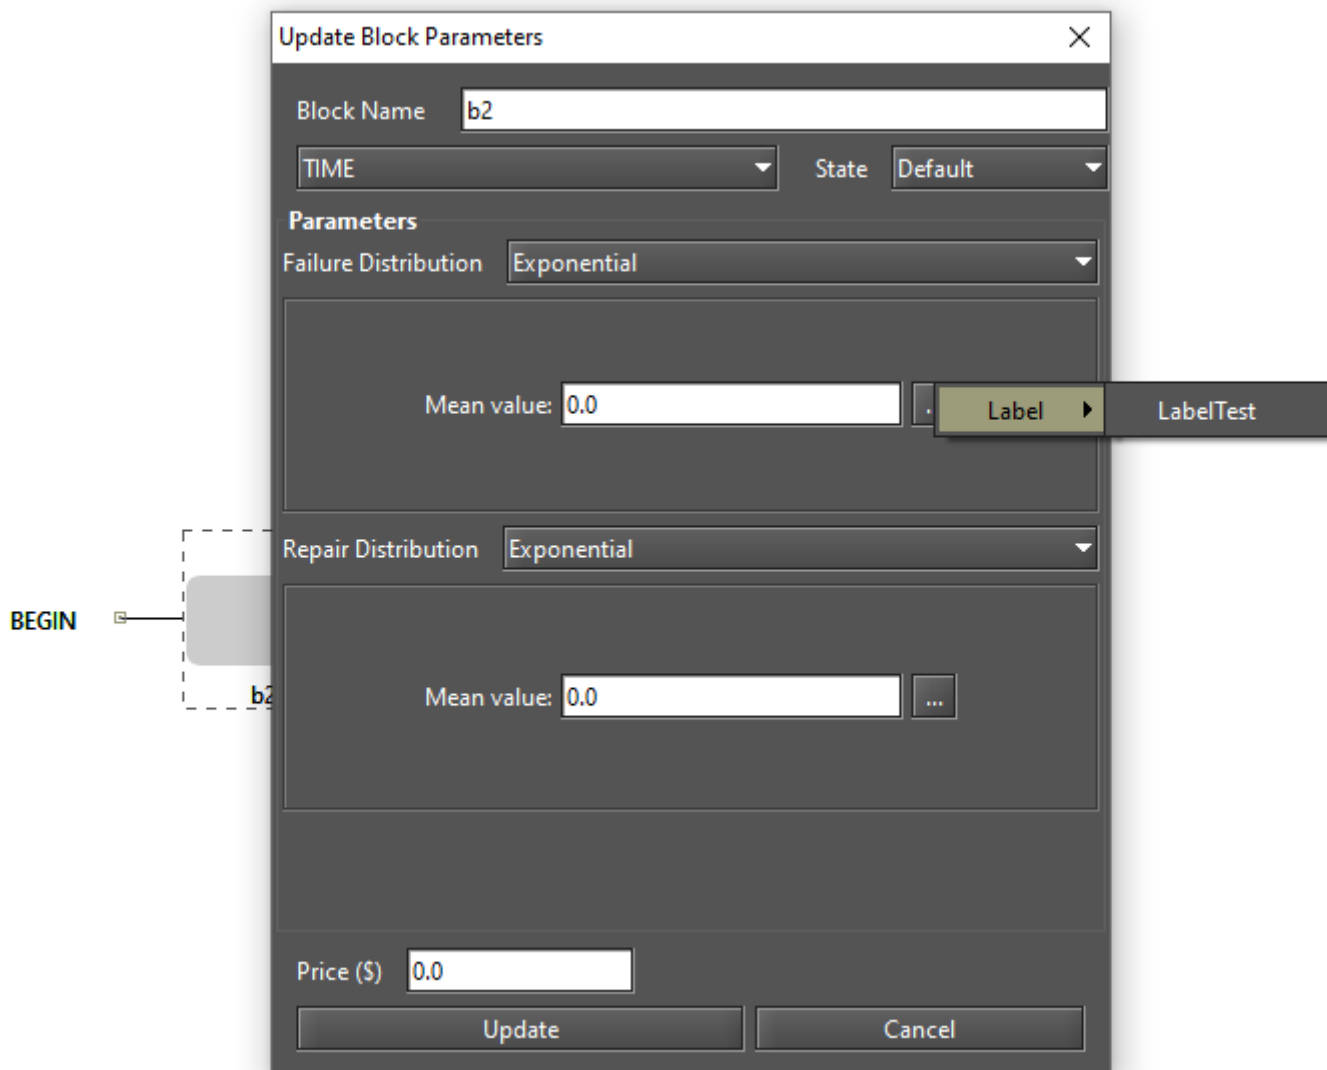 Update Block Parameters
Block Name b2
TIME State Default
Parameters
Failure Distribution Exponential
Mean value: 0.0 . Label LabelTest
Repair Distribution Exponential
BEGIN
Mean value: 0.0 ...
b2
Price ($) 0.0
Update Cancel